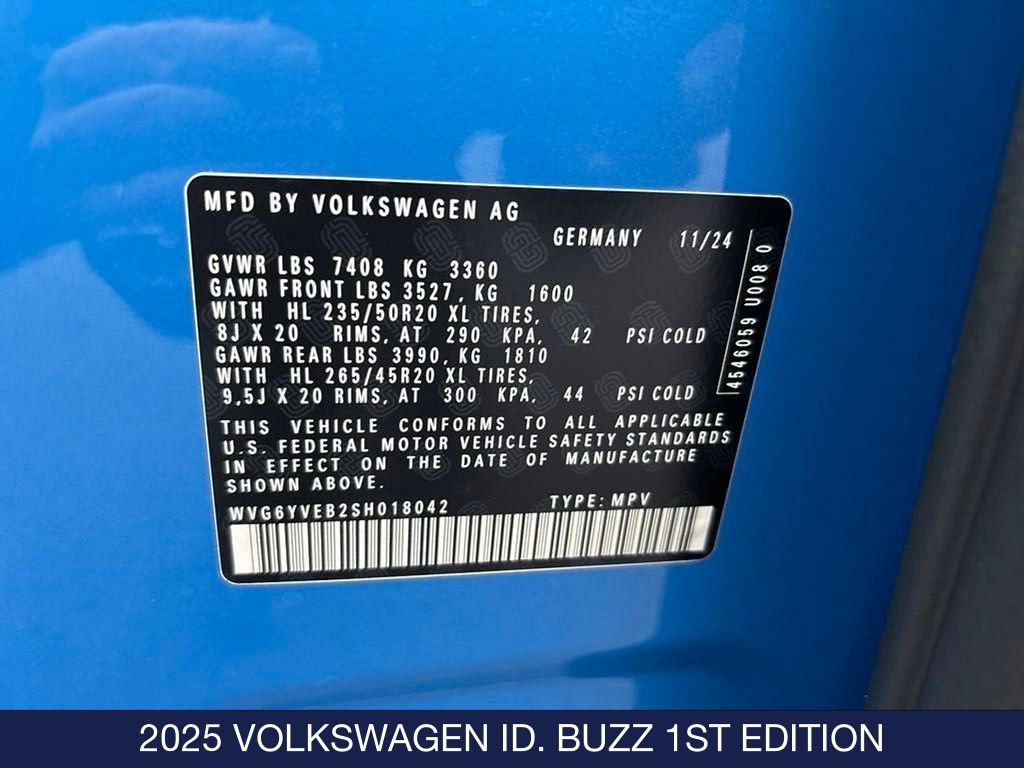 MFD BY VOLKSWAGEN AG
GERMANY 11/24
GVWR LBS 7408 KG 3360
GAWR FRONT LBS 3527, KG 1600
WITH HL 235/50R20 XL TIRES,
8J X 20 RIMS, AT 290 KPA, 42 PSI COLD
GAWR REAR LBS 3990, KG 1810
WITH HL 265/45R20 XL TIRES,
9,5J X 20 RIMS, AT 300 KPA, 44 PSI COLD
THIS VEHICLE CONFORMS TO ALL APPLICABLE
U.S. FEDERAL MOTOR VEHICLE SAFETY STANDARDS
IN EFFECT ON THE DATE OF MANUFACTURE
SHOWN ABOVE.
WVG6YVEB2SH018042 TYPE: MPV
4546059 U008 0
2025 VOLKSWAGEN ID. BUZZ 1ST EDITION